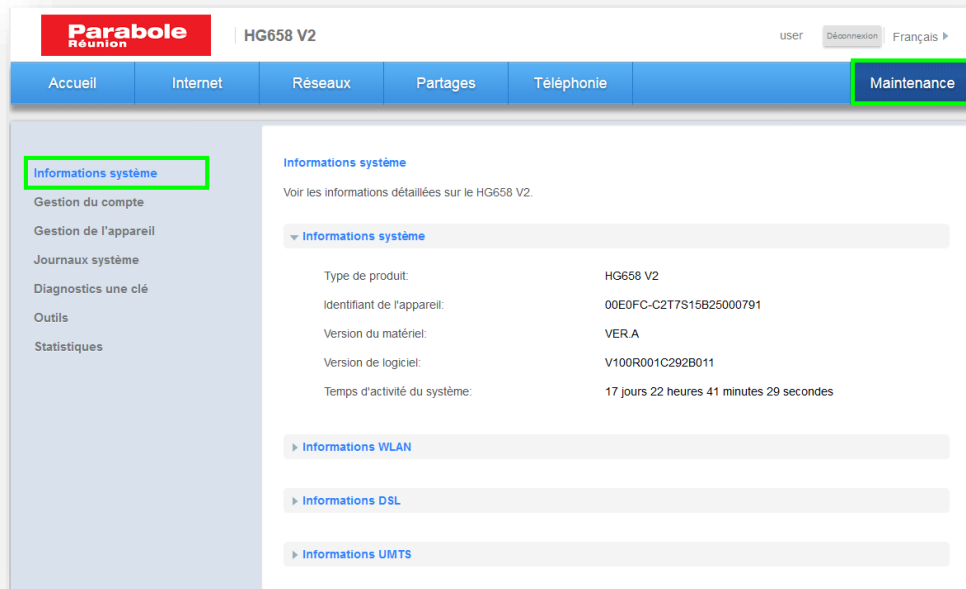 Parabole
Réunion
HG658 V2
user Déconnexion Français
Accueil Internet Réseaux Partages Téléphonie Maintenance
Informations système
Gestion du compte
Gestion de l'appareil
Journaux système
Diagnostics une clé
Outils
Statistiques
Informations système
Voir les informations détaillées sur le HG658 V2.
Informations système
Type de produit: HG658 V2
Identifiant de l'appareil: 00E0FC-C2T7S15B25000791
Version du matériel: VER.A
Version de logiciel: V100R001C292B011
Temps d'activité du système: 17 jours 22 heures 41 minutes 29 secondes
Informations WLAN
Informations DSL
Informations UMTS